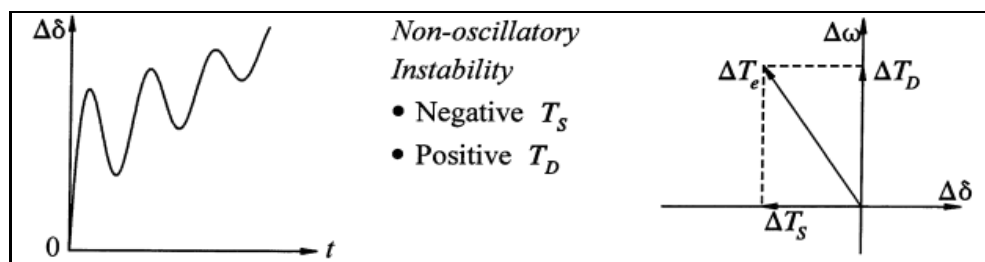 Δδ
0
t
Non-oscillatory
Instability
• Negative T_S
• Positive T_D
Δω
ΔT_e
ΔT_D
Δδ
ΔT_S